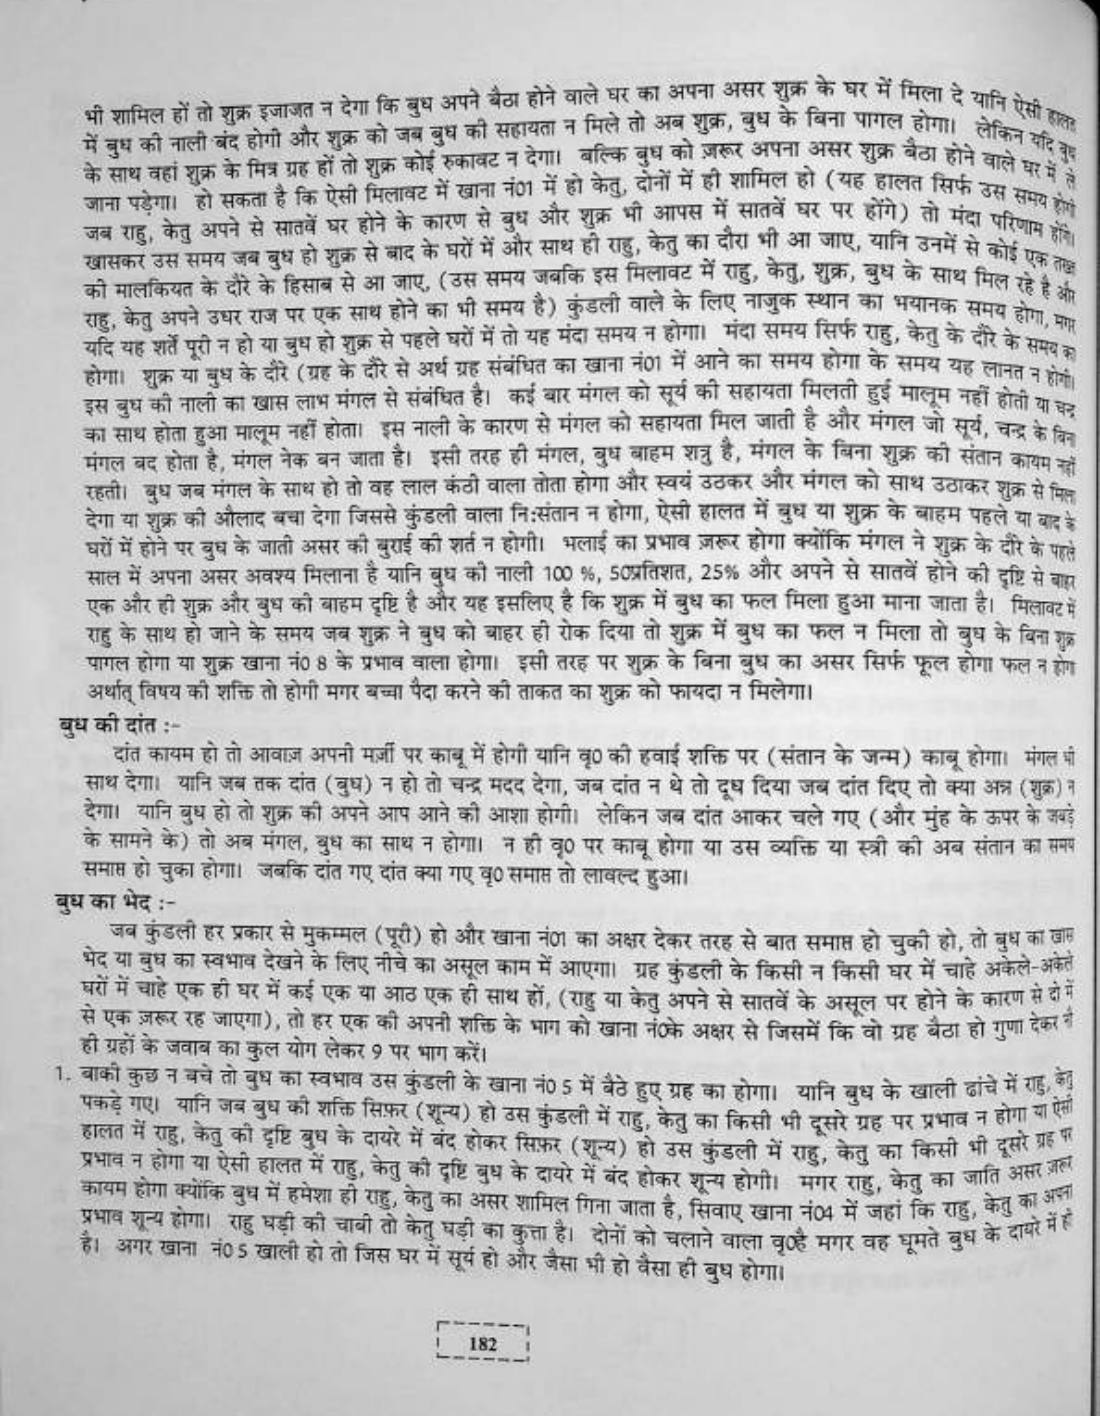 भी शामिल हों तो शुक्र इजाजत न देगा कि बुध अपने बैठा होने वाले घर का अपना असर शुक्र के घर में मिला दे यानि ऐसी हालत
में बुध की नाली बंद होगी और शुक्र को जब बुध की सहायता न मिले तो अब शुक्र, बुध के बिना पागल होगा। लेकिन यदि बुध
के साथ वहां शुक्र के मित्र ग्रह हों तो शुक्र कोई रुकावट न देगा। बल्कि बुध को ज़रूर अपना असर शुक्र बैठा होने वाले घर में ले
जाना पड़ेगा। हो सकता है कि ऐसी मिलावट में खाना नं01 में हो केतु, दोनों में ही शामिल हो (यह हालत सिर्फ उस समय होगी
जब राहु, केतु अपने से सातवें घर होने के कारण से बुध और शुक्र भी आपस में सातवें घर पर होंगे) तो मंदा परिणाम होंगे।
खासकर उस समय जब बुध हो शुक्र से बाद के घरों में और साथ ही राहु, केतु का दौरा भी आ जाए, यानि उनमें से कोई एक तख्त
की मालकियत के दौरे के हिसाब से आ जाए, (उस समय जबकि इस मिलावट में राहु, केतु, शुक्र, बुध के साथ मिल रहे है और
राहु, केतु अपने उधर राज पर एक साथ होने का भी समय है) कुंडली वाले के लिए नाजुक स्थान का भयानक समय होगा, मगर
यदि यह शर्ते पूरी न हो या बुध हो शुक्र से पहले घरों में तो यह मंदा समय न होगा। मंदा समय सिर्फ राहु, केतु के दौरे के समय का
होगा। शुक्र या बुध के दौरे (ग्रह के दौरे से अर्थ ग्रह संबंधित का खाना नं01 में आने का समय होगा के समय यह लानत न होगी।
इस बुध की नाली का खास लाभ मंगल से संबंधित है। कई बार मंगल को सूर्य की सहायता मिलती हुई मालूम नहीं होती या चन्द्र
का साथ होता हुआ मालूम नहीं होता। इस नाली के कारण से मंगल को सहायता मिल जाती है और मंगल जो सूर्य, चन्द्र के बिना
मंगल बद होता है, मंगल नेक बन जाता है। इसी तरह ही मंगल, बुध बाहम शत्रु है, मंगल के बिना शुक्र की संतान कायम नहीं
रहती। बुध जब मंगल के साथ हो तो वह लाल कंठी वाला तोता होगा और स्वयं उठकर और मंगल को साथ उठाकर शुक्र से मिला
देगा या शुक्र की औलाद बचा देगा जिससे कुंडली वाला नि:संतान न होगा, ऐसी हालत में बुध या शुक्र के बाहम पहले या बाद के
घरों में होने पर बुध के जाती असर की बुराई की शर्त न होगी। भलाई का प्रभाव ज़रूर होगा क्योंकि मंगल ने शुक्र के दौरे के पहले
साल में अपना असर अवश्य मिलाना है यानि बुध की नाली 100 %, 50प्रतिशत, 25% और अपने से सातवें होने की दृष्टि से बाहर
एक और ही शुक्र और बुध की बाहम दृष्टि है और यह इसलिए है कि शुक्र में बुध का फल मिला हुआ माना जाता है। मिलावट में
राहु के साथ हो जाने के समय जब शुक्र ने बुध को बाहर ही रोक दिया तो शुक्र में बुध का फल न मिला तो बुध के बिना शुक्र
पागल होगा या शुक्र खाना नं0 8 के प्रभाव वाला होगा। इसी तरह पर शुक्र के बिना बुध का असर सिर्फ फूल होगा फल न होगा
अर्थात् विषय की शक्ति तो होगी मगर बच्चा पैदा करने की ताकत का शुक्र को फायदा न मिलेगा।
बुध की दांत :-
दांत कायम हो तो आवाज़ अपनी मर्ज़ी पर काबू में होगी यानि वृ0 की हवाई शक्ति पर (संतान के जन्म) काबू होगा। मंगल भी
साथ देगा। यानि जब तक दांत (बुध) न हो तो चन्द्र मदद देगा, जब दांत न थे तो दूध दिया जब दांत दिए तो क्या अन्न (शुक्र) न
देगा। यानि बुध हो तो शुक्र की अपने आप आने की आशा होगी। लेकिन जब दांत आकर चले गए (और मुंह के ऊपर के जबड़े
के सामने के) तो अब मंगल, बुध का साथ न होगा। न ही वृ0 पर काबू होगा या उस व्यक्ति या स्त्री की अब संतान का समय
समाप्त हो चुका होगा। जबकि दांत गए दांत क्या गए वृ0 समाप्त तो लावल्द हुआ।
बुध का भेद :-
जब कुंडली हर प्रकार से मुकम्मल (पूरी) हो और खाना नं01 का अक्षर देकर तरह से बात समाप्त हो चुकी हो, तो बुध का खास
भेद या बुध का स्वभाव देखने के लिए नीचे का असूल काम में आएगा। ग्रह कुंडली के किसी न किसी घर में चाहे अकेले-अकेले
घरों में चाहे एक ही घर में कई एक या आठ एक ही साथ हों, (राहु या केतु अपने से सातवें के असूल पर होने के कारण से दो में
से एक ज़रूर रह जाएगा), तो हर एक की अपनी शक्ति के भाग को खाना नं0के अक्षर से जिसमें कि वो ग्रह बैठा हो गुणा देकर नौ
ही ग्रहों के जवाब का कुल योग लेकर 9 पर भाग करें।
1. बाकी कुछ न बचे तो बुध का स्वभाव उस कुंडली के खाना नं0 5 में बैठे हुए ग्रह का होगा। यानि बुध के खाली ढांचे में राहु, केतु
पकड़े गए। यानि जब बुध की शक्ति सिफ़र (शून्य) हो उस कुंडली में राहु, केतु का किसी भी दूसरे ग्रह पर प्रभाव न होगा या ऐसी
हालत में राहु, केतु की दृष्टि बुध के दायरे में बंद होकर सिफ़र (शून्य) हो उस कुंडली में राहु, केतु का किसी भी दूसरे ग्रह पर
प्रभाव न होगा या ऐसी हालत में राहु, केतु की दृष्टि बुध के दायरे में बंद होकर शून्य होगी। मगर राहु, केतु का जाति असर ज़रूर
कायम होगा क्योंकि बुध में हमेशा ही राहु, केतु का असर शामिल गिना जाता है, सिवाए खाना नं04 में जहां कि राहु, केतु का अपना
प्रभाव शून्य होगा। राहु घड़ी की चाबी तो केतु घड़ी का कुत्ता है। दोनों को चलाने वाला वृ0है मगर वह घूमते बुध के दायरे में ही
है। अगर खाना नं0 5 खाली हो तो जिस घर में सूर्य हो और जैसा भी हो वैसा ही बुध होगा।
182